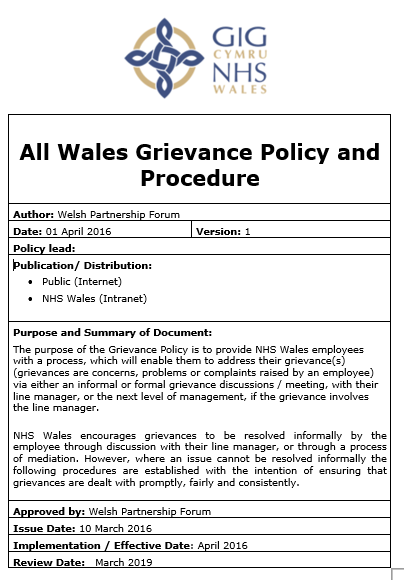 GIG
CYMRU
NHS
WALES
All Wales Grievance Policy and
Procedure
Author: Welsh Partnership Forum
Date: 01 April 2016 Version: 1
Policy lead:
Publication/ Distribution:
• Public (Internet)
• NHS Wales (Intranet)
Purpose and Summary of Document:
The purpose of the Grievance Policy is to provide NHS Wales employees
with a process, which will enable them to address their grievance(s)
(grievances are concerns, problems or complaints raised by an employee)
via either an informal or formal grievance discussions / meeting, with their
line manager, or the next level of management, if the grievance involves
the line manager.
NHS Wales encourages grievances to be resolved informally by the
employee through discussion with their line manager, or through a process
of mediation. However, where an issue cannot be resolved informally the
following procedures are established with the intention of ensuring that
grievances are dealt with promptly, fairly and consistently.
Approved by: Welsh Partnership Forum
Issue Date: 10 March 2016
Implementation / Effective Date: April 2016
Review Date: March 2019